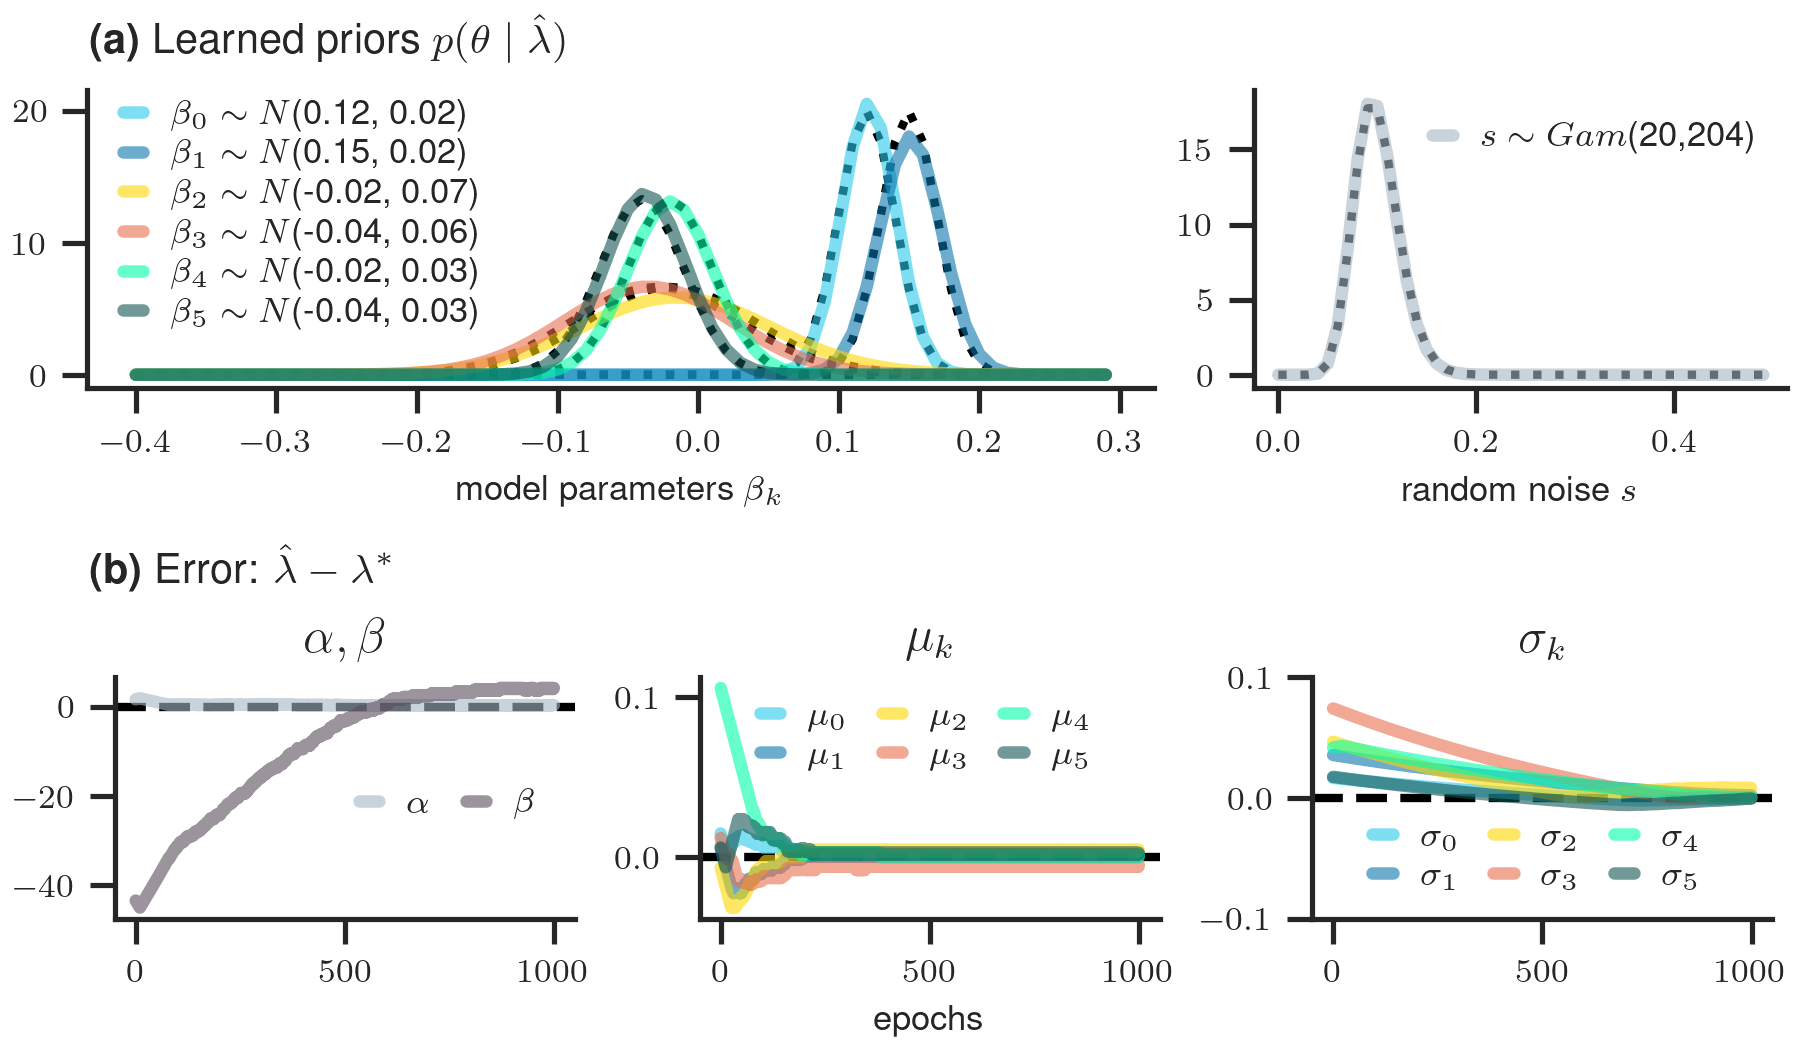 (a) Learned priors p(θ | λ̂)
20
10
0
β₀ ∼ N(0.12, 0.02)
β₁ ∼ N(0.15, 0.02)
β₂ ∼ N(-0.02, 0.07)
β₃ ∼ N(-0.04, 0.06)
β₄ ∼ N(-0.02, 0.03)
β₅ ∼ N(-0.04, 0.03)
−0.4 −0.3 −0.2 −0.1 0.0 0.1 0.2 0.3
model parameters βₖ
15
10
5
0
s ∼ Gam(20,204)
0.0 0.2 0.4
random noise s
(b) Error: λ̂ − λ*
α, β
0
−20
−40
α β
0 500 1000
μₖ
0.1
0.0
μ₀ μ₂ μ₄
μ₁ μ₃ μ₅
0 500 1000
epochs
σₖ
0.1
0.0
−0.1
σ₀ σ₂ σ₄
σ₁ σ₃ σ₅
0 500 1000